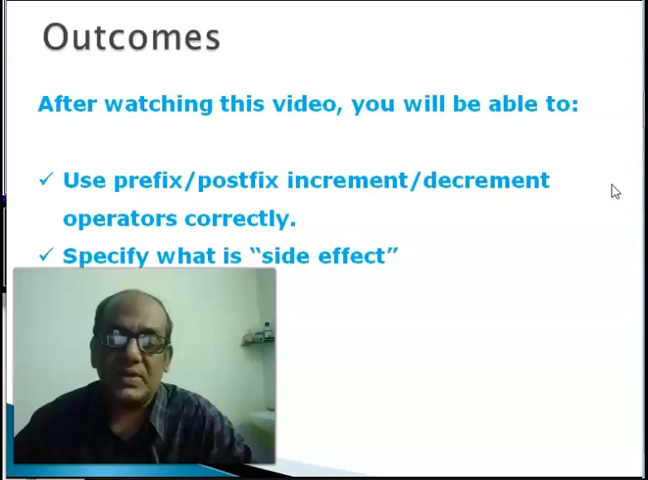 Outcomes
After watching this video, you will be able to:
Use prefix/postfix increment/decrement
operators correctly.
Specify what is “side effect”